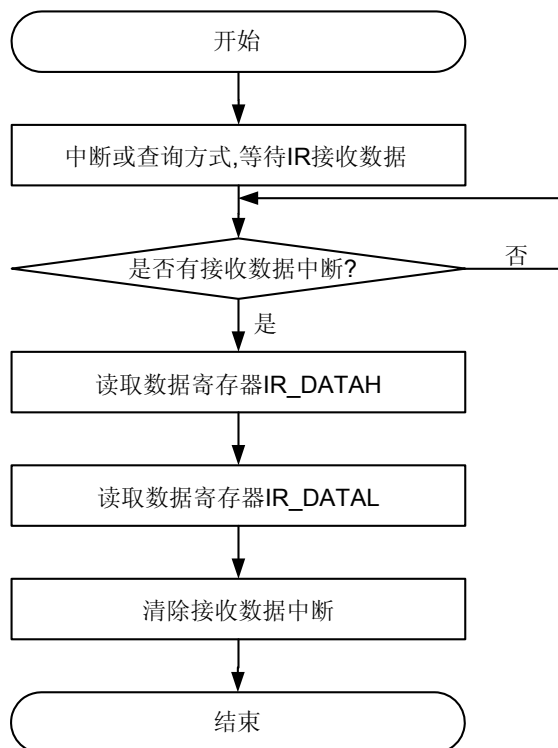 开始
中断或查询方式,等待IR接收数据
是否有接收数据中断?
否
是
读取数据寄存器IR_DATAH
读取数据寄存器IR_DATAL
清除接收数据中断
结束